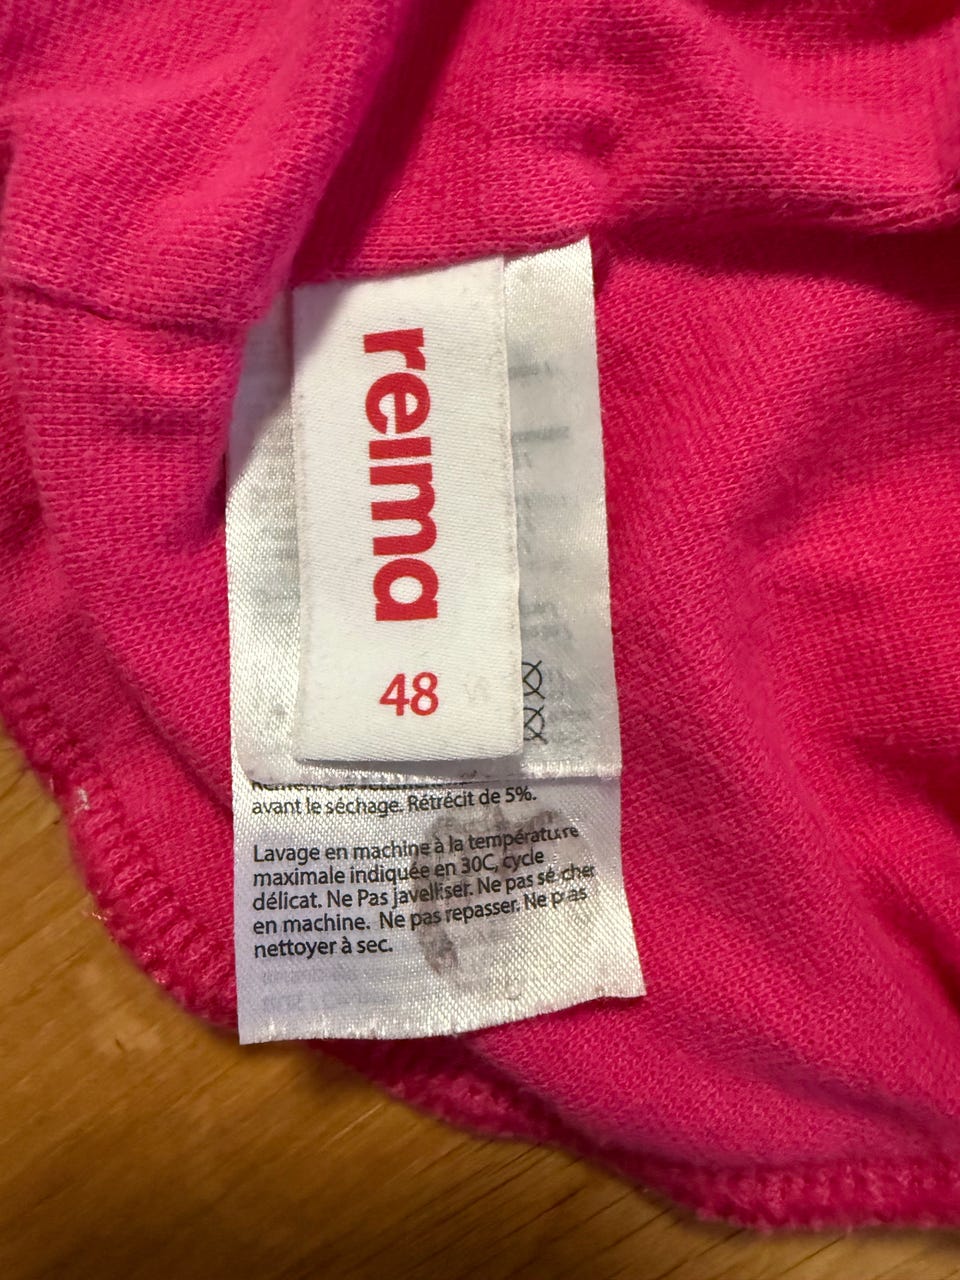 reima
48
avant le séchage. Rétrécit de 5%.
Lavage en machine à la température
maximale indiquée en 30C, cycle
délicat. Ne Pas javelliser. Ne pas sécher
en machine. Ne pas repasser. Ne pas
nettoyer à sec.